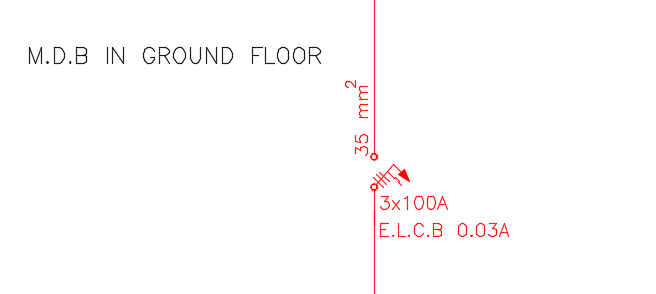 M.D.B IN GROUND FLOOR
35 mm²
3x100A
E.L.C.B 0.03A